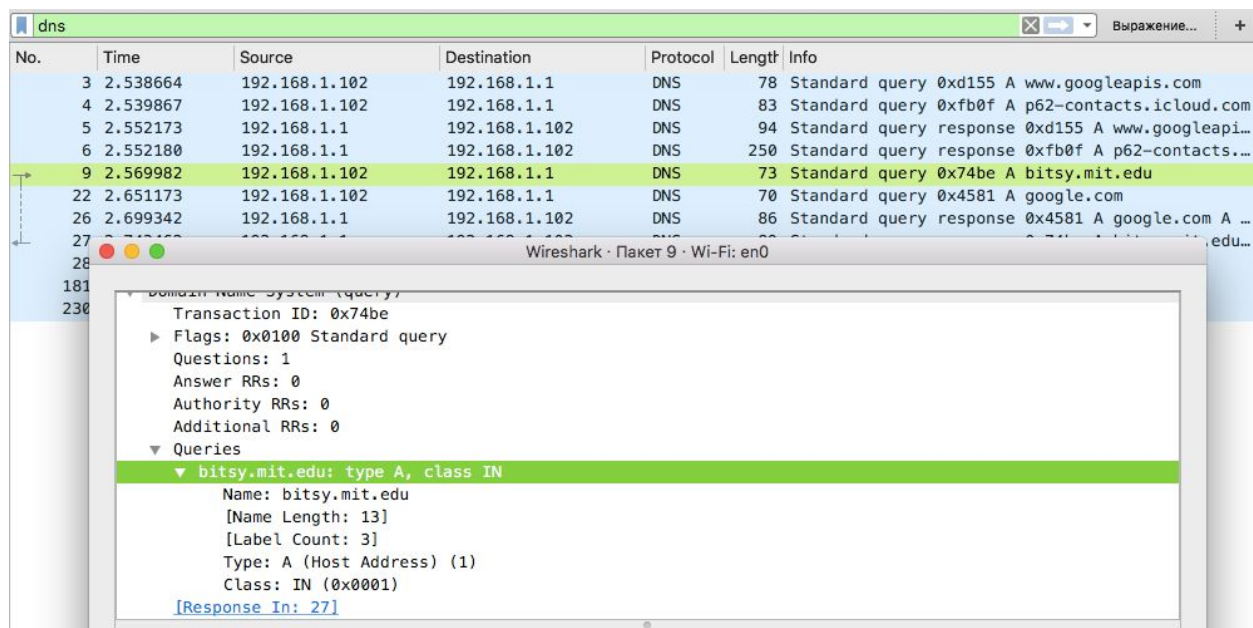 dns Выражение... +
No. Time Source Destination Protocol Length Info
3 2.538664 192.168.1.102 192.168.1.1 DNS 78 Standard query 0xd155 A www.googleapis.com
4 2.539867 192.168.1.102 192.168.1.1 DNS 83 Standard query 0xfb0f A p62-contacts.icloud.com
5 2.552173 192.168.1.1 192.168.1.102 DNS 94 Standard query response 0xd155 A www.googleapi…
6 2.552180 192.168.1.1 192.168.1.102 DNS 250 Standard query response 0xfb0f A p62-contacts.…
9 2.569982 192.168.1.102 192.168.1.1 DNS 73 Standard query 0x74be A bitsy.mit.edu
22 2.651173 192.168.1.102 192.168.1.1 DNS 70 Standard query 0x4581 A google.com
26 2.699342 192.168.1.1 192.168.1.102 DNS 86 Standard query response 0x4581 A google.com A …
27 .edu…
28 Wireshark · Пакет 9 · Wi-Fi: en0
181
230 Domain Name System (query)
Transaction ID: 0x74be
Flags: 0x0100 Standard query
Questions: 1
Answer RRs: 0
Authority RRs: 0
Additional RRs: 0
Queries
bitsy.mit.edu: type A, class IN
Name: bitsy.mit.edu
[Name Length: 13]
[Label Count: 3]
Type: A (Host Address) (1)
Class: IN (0x0001)
[Response In: 27]